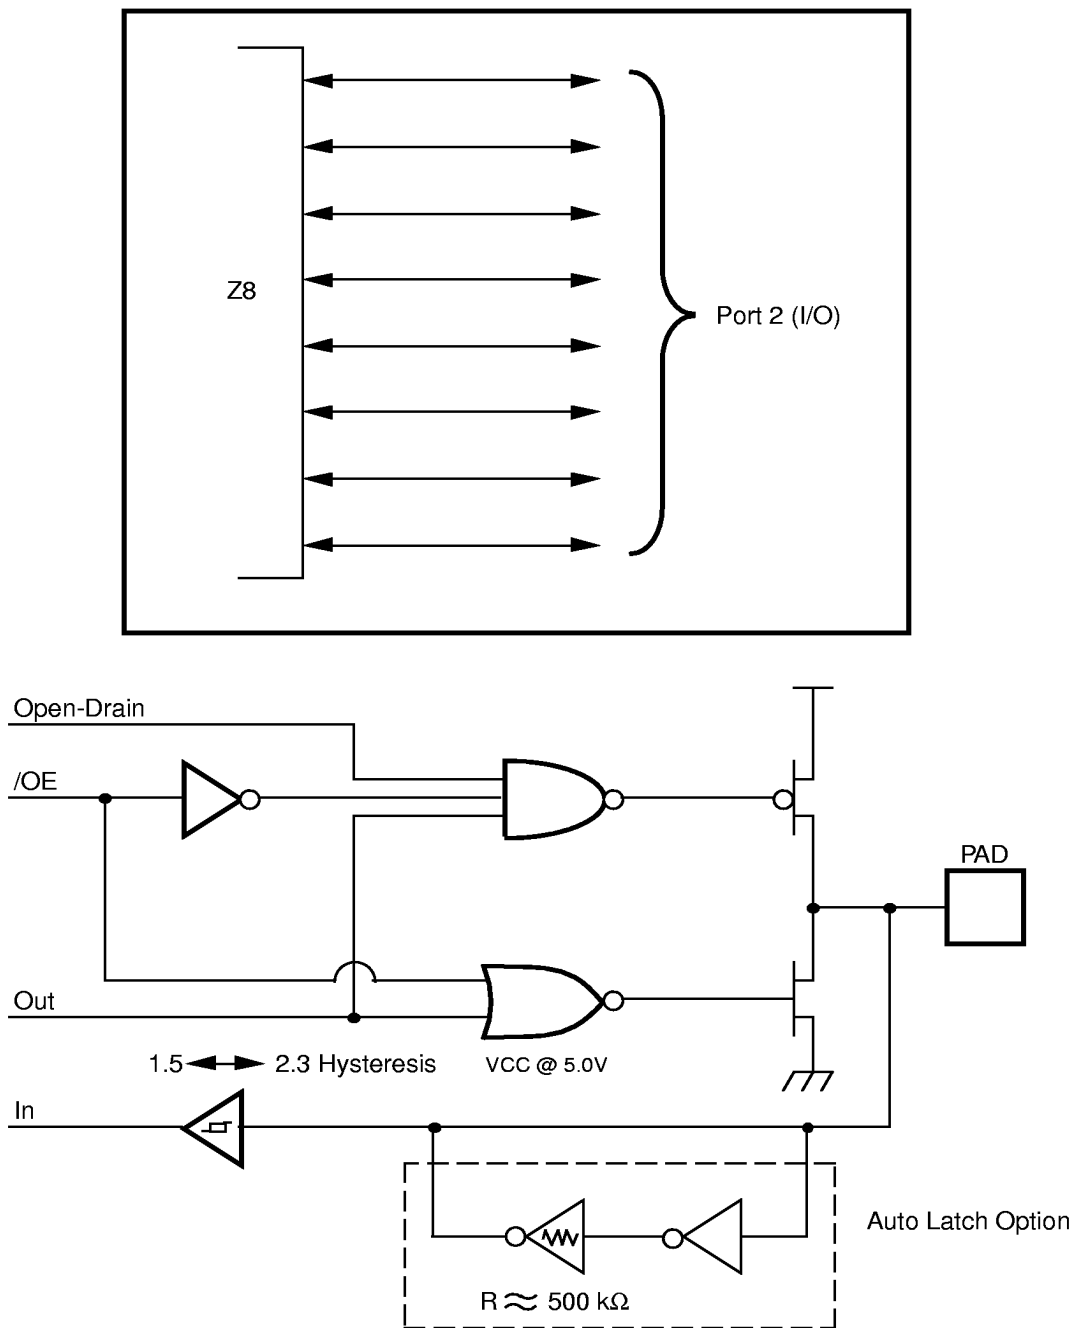 Z8
Port 2 (I/O)
Open-Drain
/OE
PAD
Out
1.5 2.3 Hysteresis VCC @ 5.0V
In
Auto Latch Option
R ≈ 500 kΩ